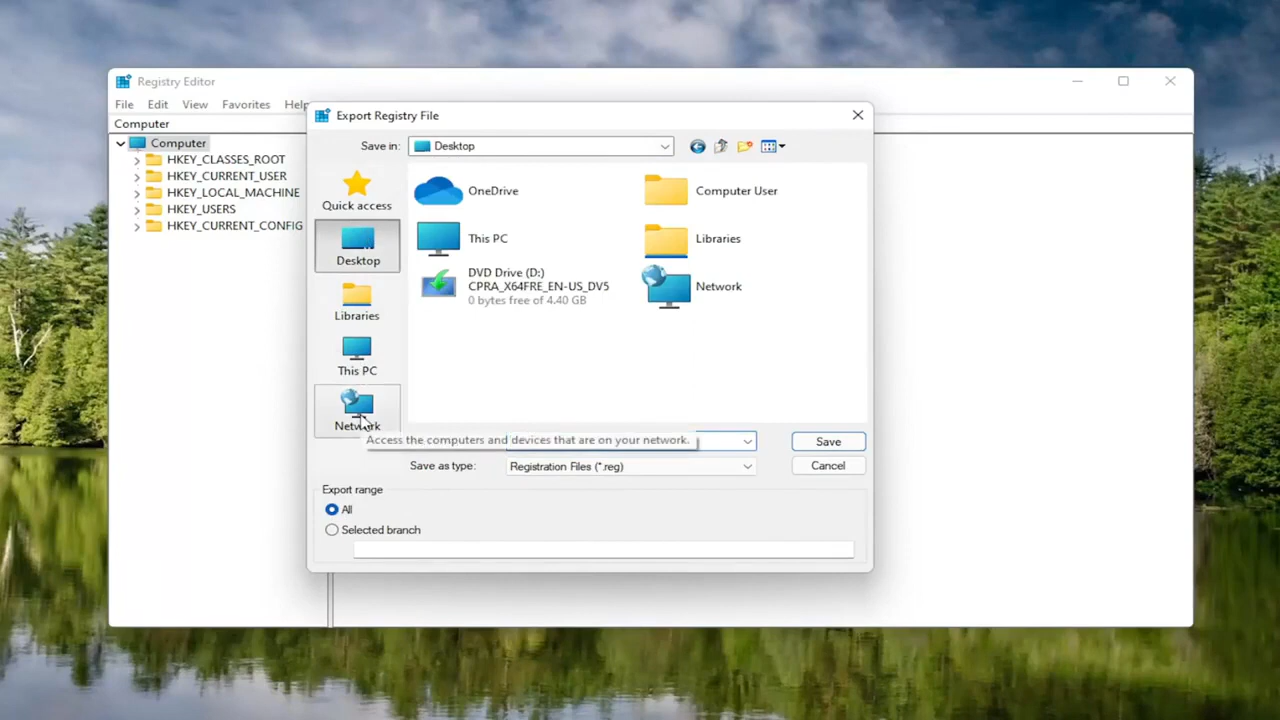 Registry Editor
File Edit View Favorites Help
Computer
Computer
HKEY_CLASSES_ROOT
HKEY_CURRENT_USER
HKEY_LOCAL_MACHINE
HKEY_USERS
HKEY_CURRENT_CONFIG
Export Registry File
Save in: Desktop
Quick access
Desktop
Libraries
This PC
Network
OneDrive
Computer User
This PC
Libraries
DVD Drive (D:)
CPRA_X64FRE_EN-US_DV5
0 bytes free of 4.40 GB
Network
Access the computers and devices that are on your network.
Save
Save as type: Registration Files (*.reg)
Cancel
Export range
All
Selected branch